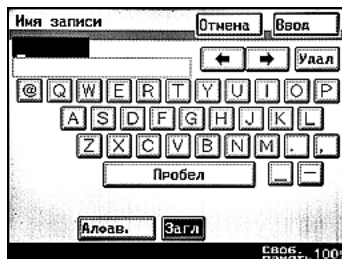 Имя записи Отмена Ввод
← → Удал
@ Q W E R T Y U I O P
A S D F G H J K L
Z X C V B N M . ,
Пробел _ —
Алфав. Загл
своб. память 100%